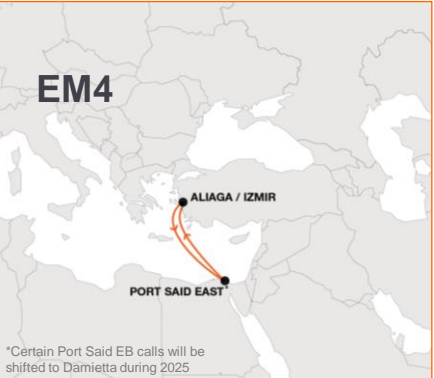 EM4
ALIAGA / IZMIR
PORT SAID EAST*
*Certain Port Said EB calls will be
shifted to Damietta during 2025